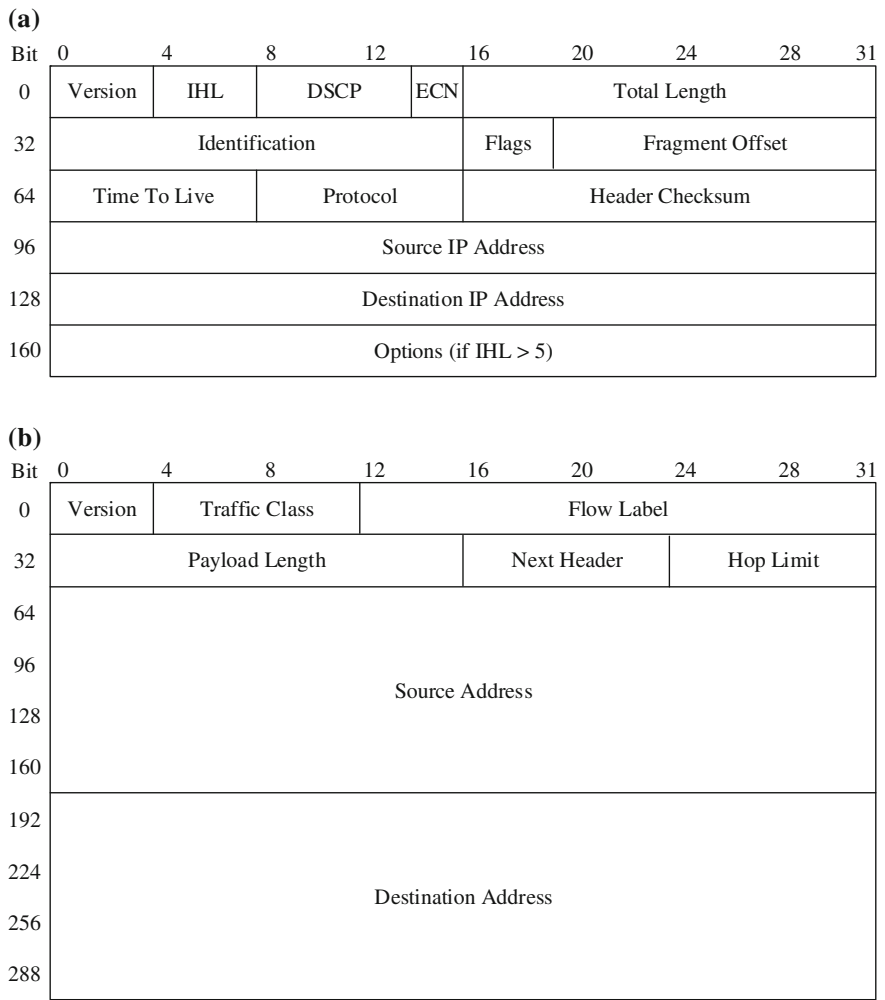 (a)
Bit 0 4 8 12 16 20 24 28 31
0 Version IHL DSCP ECN Total Length
32 Identification Flags Fragment Offset
64 Time To Live Protocol Header Checksum
96 Source IP Address
128 Destination IP Address
160 Options (if IHL > 5)
(b)
Bit 0 4 8 12 16 20 24 28 31
0 Version Traffic Class Flow Label
32 Payload Length Next Header Hop Limit
64
96
Source Address
128
160
192
224
Destination Address
256
288